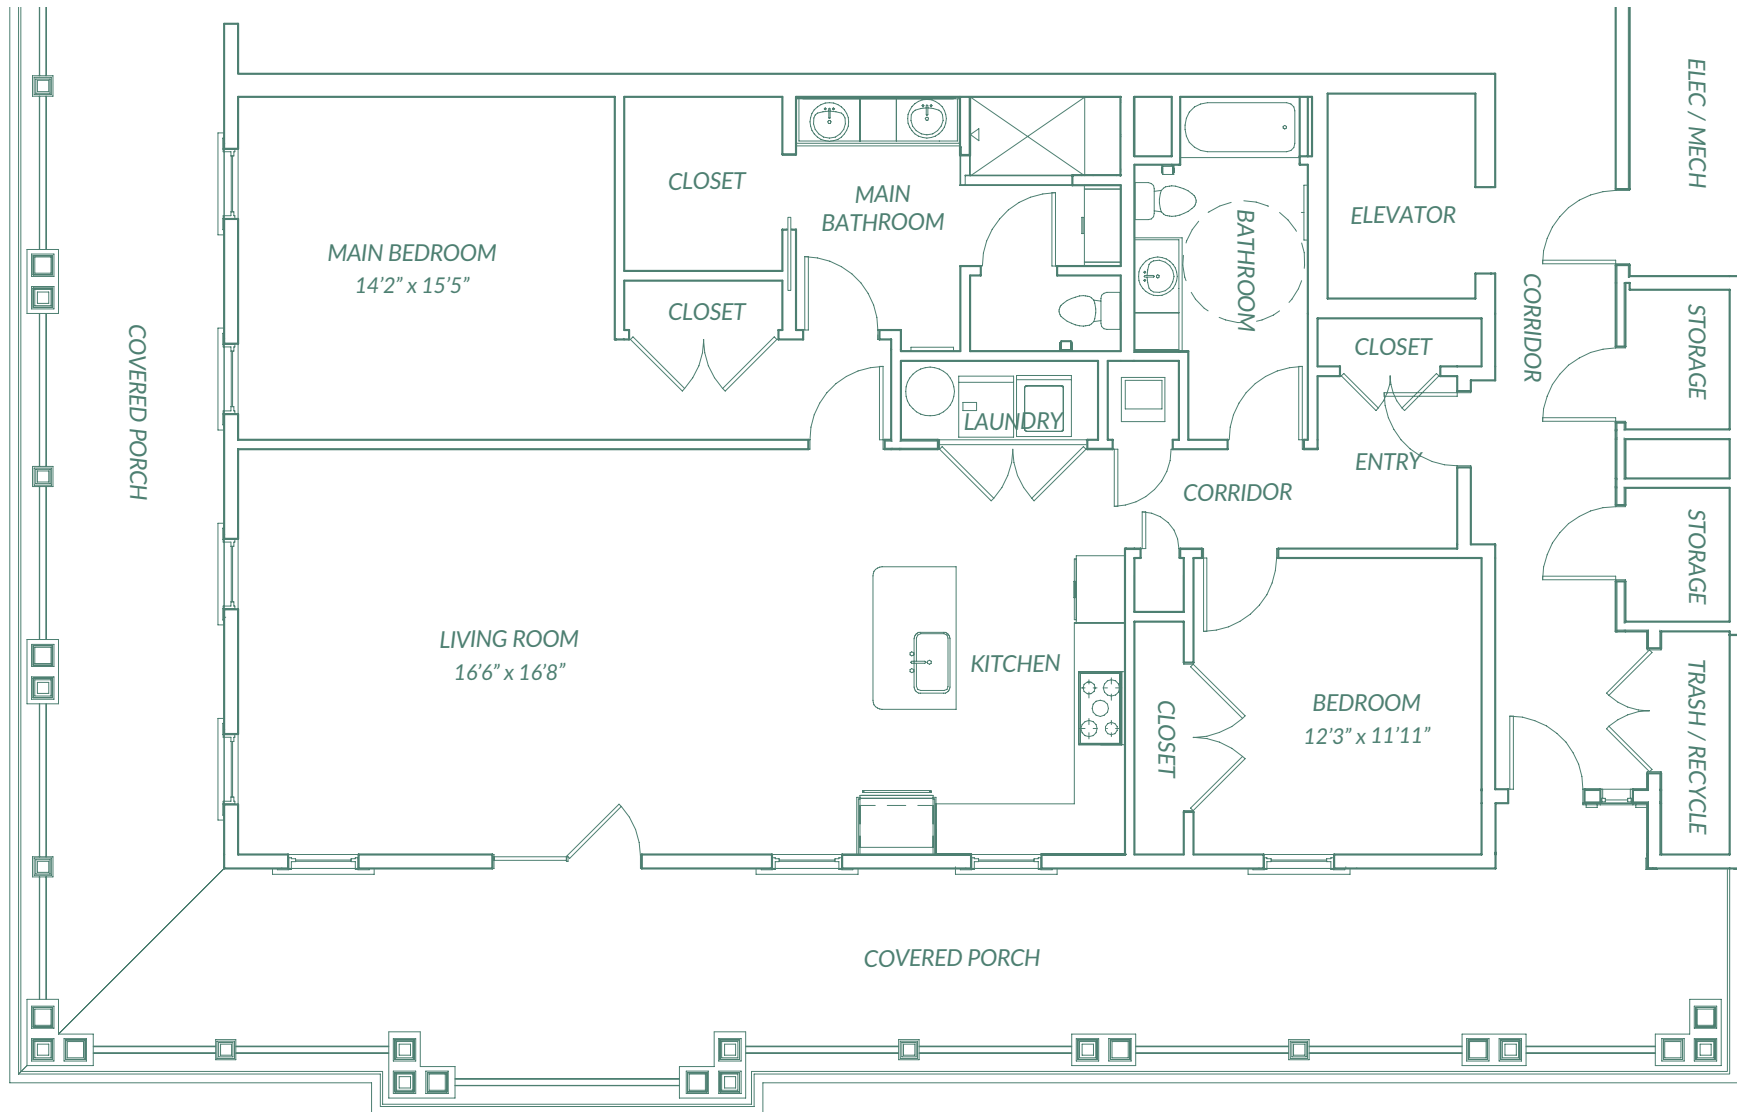 ELEC / MECH
CLOSET
MAIN
BATHROOM
ELEVATOR
BATHROOM
MAIN BEDROOM
14’2” x 15’5”
CLOSET
CORRIDOR
STORAGE
CLOSET
COVERED PORCH
LAUNDRY
ENTRY
CORRIDOR
STORAGE
LIVING ROOM
16’6” x 16’8”
KITCHEN
CLOSET
BEDROOM
12’3” x 11’11”
TRASH / RECYCLE
COVERED PORCH